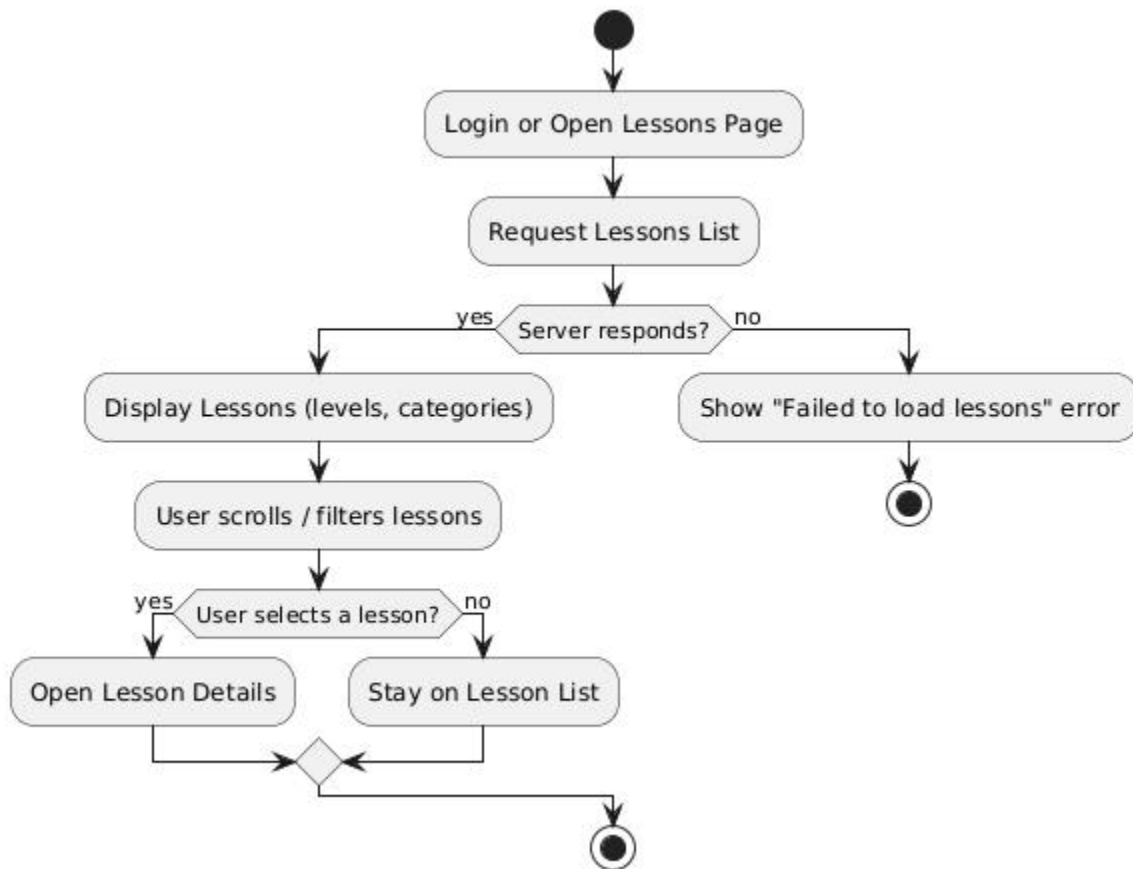 Login or Open Lessons Page
Request Lessons List
yes
Server responds?
no
Display Lessons (levels, categories)
Show "Failed to load lessons" error
User scrolls / filters lessons
yes
User selects a lesson?
no
Open Lesson Details
Stay on Lesson List